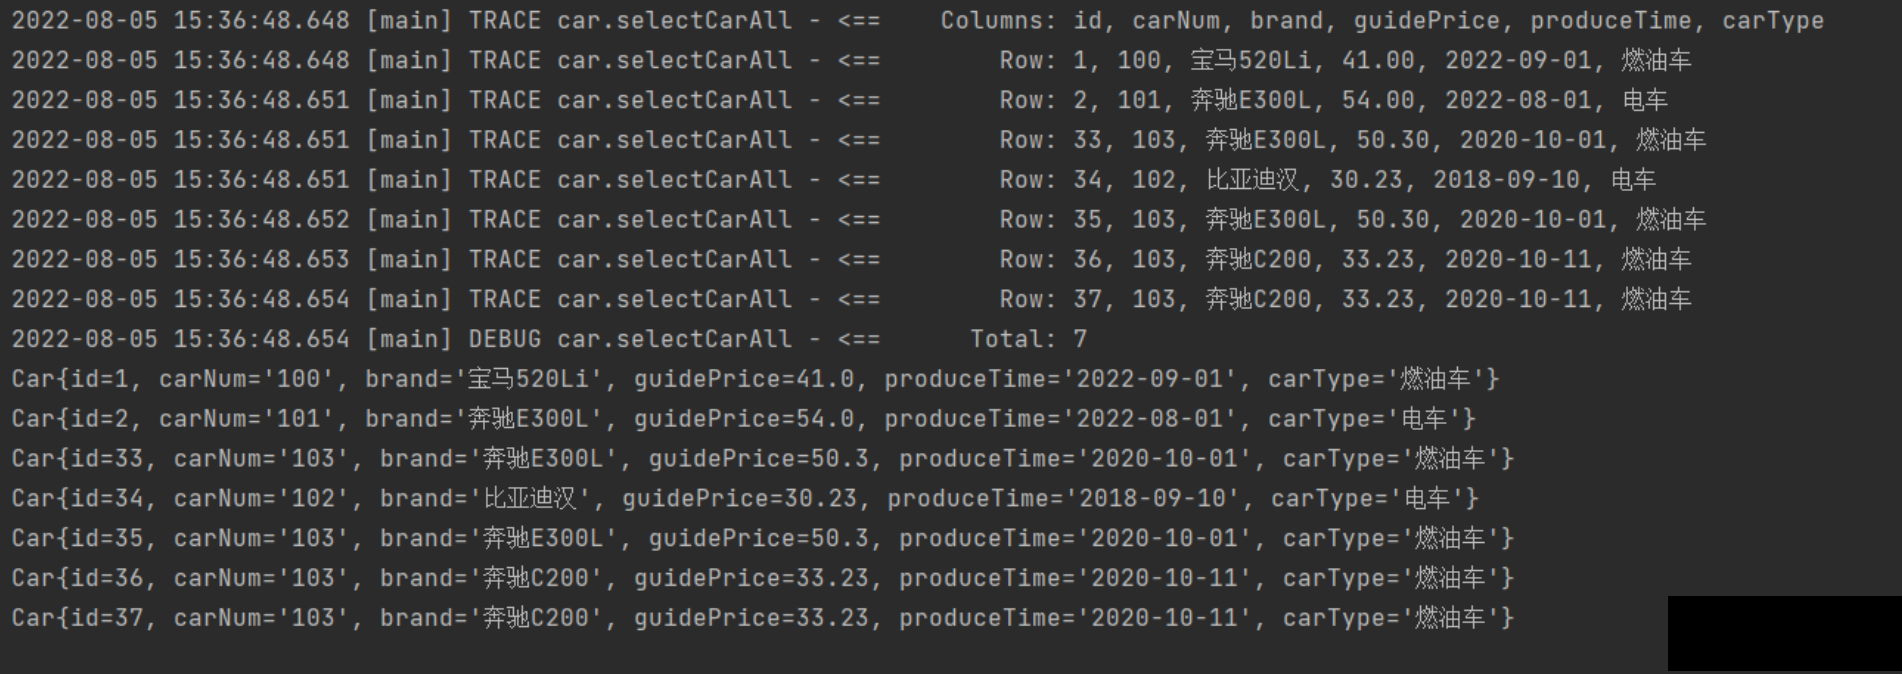 2022-08-05 15:36:48.648 [main] TRACE car.selectCarAll - <==    Columns: id, carNum, brand, guidePrice, produceTime, carType
2022-08-05 15:36:48.648 [main] TRACE car.selectCarAll - <==        Row: 1, 100, 宝马520Li, 41.00, 2022-09-01, 燃油车
2022-08-05 15:36:48.651 [main] TRACE car.selectCarAll - <==        Row: 2, 101, 奔驰E300L, 54.00, 2022-08-01, 电车
2022-08-05 15:36:48.651 [main] TRACE car.selectCarAll - <==        Row: 33, 103, 奔驰E300L, 50.30, 2020-10-01, 燃油车
2022-08-05 15:36:48.651 [main] TRACE car.selectCarAll - <==        Row: 34, 102, 比亚迪汉, 30.23, 2018-09-10, 电车
2022-08-05 15:36:48.652 [main] TRACE car.selectCarAll - <==        Row: 35, 103, 奔驰E300L, 50.30, 2020-10-01, 燃油车
2022-08-05 15:36:48.653 [main] TRACE car.selectCarAll - <==        Row: 36, 103, 奔驰C200, 33.23, 2020-10-11, 燃油车
2022-08-05 15:36:48.654 [main] TRACE car.selectCarAll - <==        Row: 37, 103, 奔驰C200, 33.23, 2020-10-11, 燃油车
2022-08-05 15:36:48.654 [main] DEBUG car.selectCarAll - <==      Total: 7
Car{id=1, carNum='100', brand='宝马520Li', guidePrice=41.0, produceTime='2022-09-01', carType='燃油车'}
Car{id=2, carNum='101', brand='奔驰E300L', guidePrice=54.0, produceTime='2022-08-01', carType='电车'}
Car{id=33, carNum='103', brand='奔驰E300L', guidePrice=50.3, produceTime='2020-10-01', carType='燃油车'}
Car{id=34, carNum='102', brand='比亚迪汉', guidePrice=30.23, produceTime='2018-09-10', carType='电车'}
Car{id=35, carNum='103', brand='奔驰E300L', guidePrice=50.3, produceTime='2020-10-01', carType='燃油车'}
Car{id=36, carNum='103', brand='奔驰C200', guidePrice=33.23, produceTime='2020-10-11', carType='燃油车'}
Car{id=37, carNum='103', brand='奔驰C200', guidePrice=33.23, produceTime='2020-10-11', carType='燃油车'}